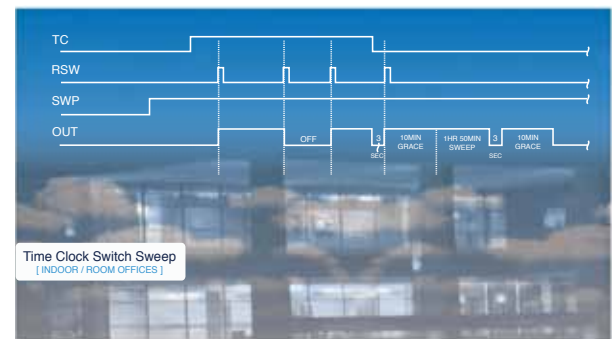 TC
RSW
SWP
OUT
OFF
3
SEC
10MIN
GRACE
1HR 50MIN
SWEEP
3
SEC
10MIN
GRACE
Time Clock Switch Sweep
[ INDOOR / ROOM OFFICES ]